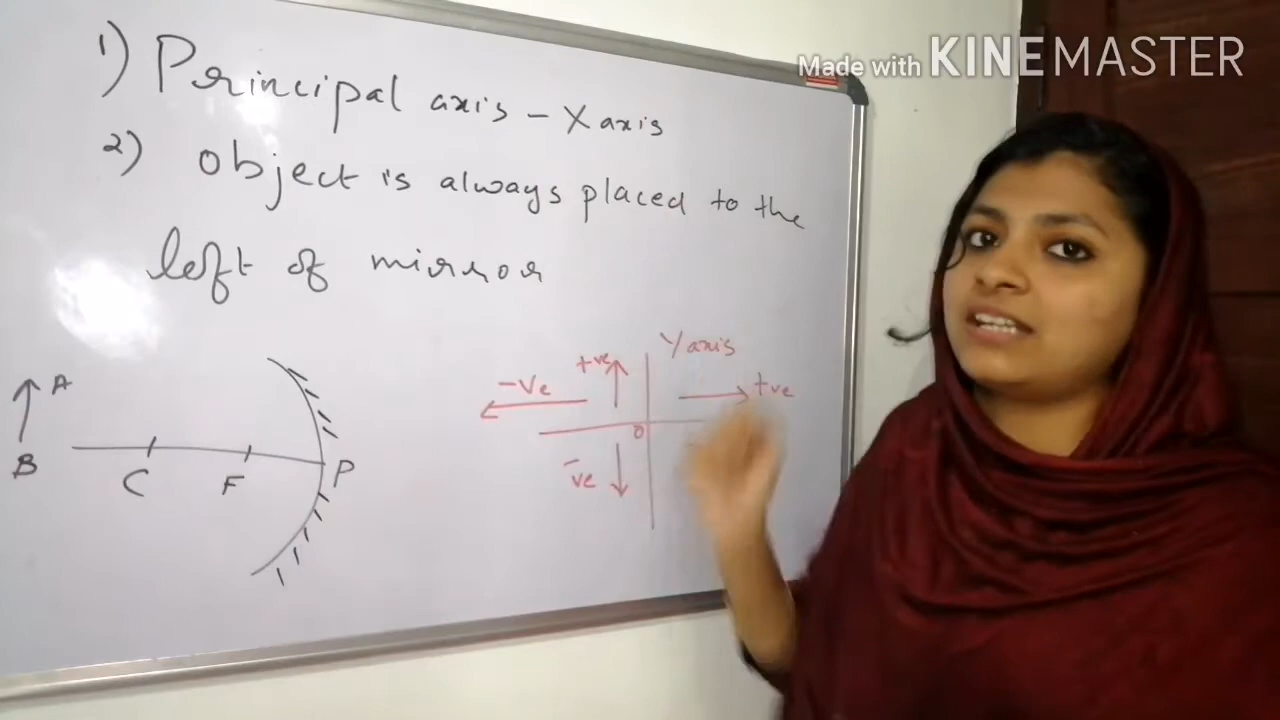 Made with KINEMASTER
1) Principal axis - X axis
2) object is always placed to the
left of mirror
Y axis
+ve
-ve
+ve
O
-ve
A
B
C
F
P